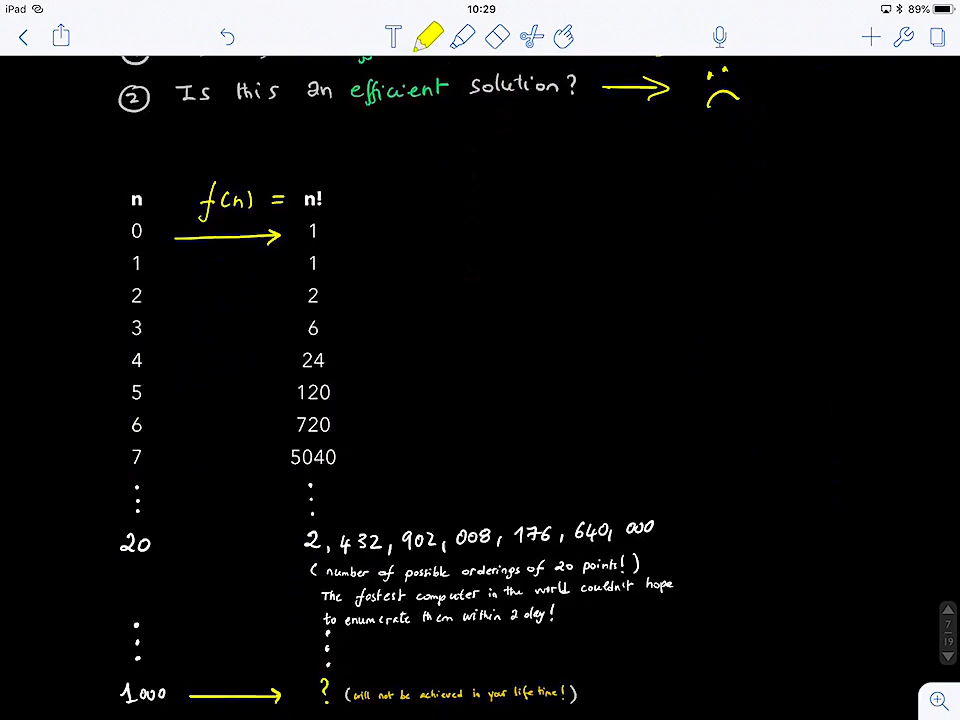 iPad 10:29 89%
T
② Is this an efficient solution?
n f(n) = n!
0 1
1 1
2 2
3 6
4 24
5 120
6 720
7 5040
20 2,432,902,008,176,640,000
(number of possible orderings of 20 points!)
The fastest computer in the world couldn't hope
to enumerate them within 2 day!
1000 ? (will not be achieved in your life time!)
7
19